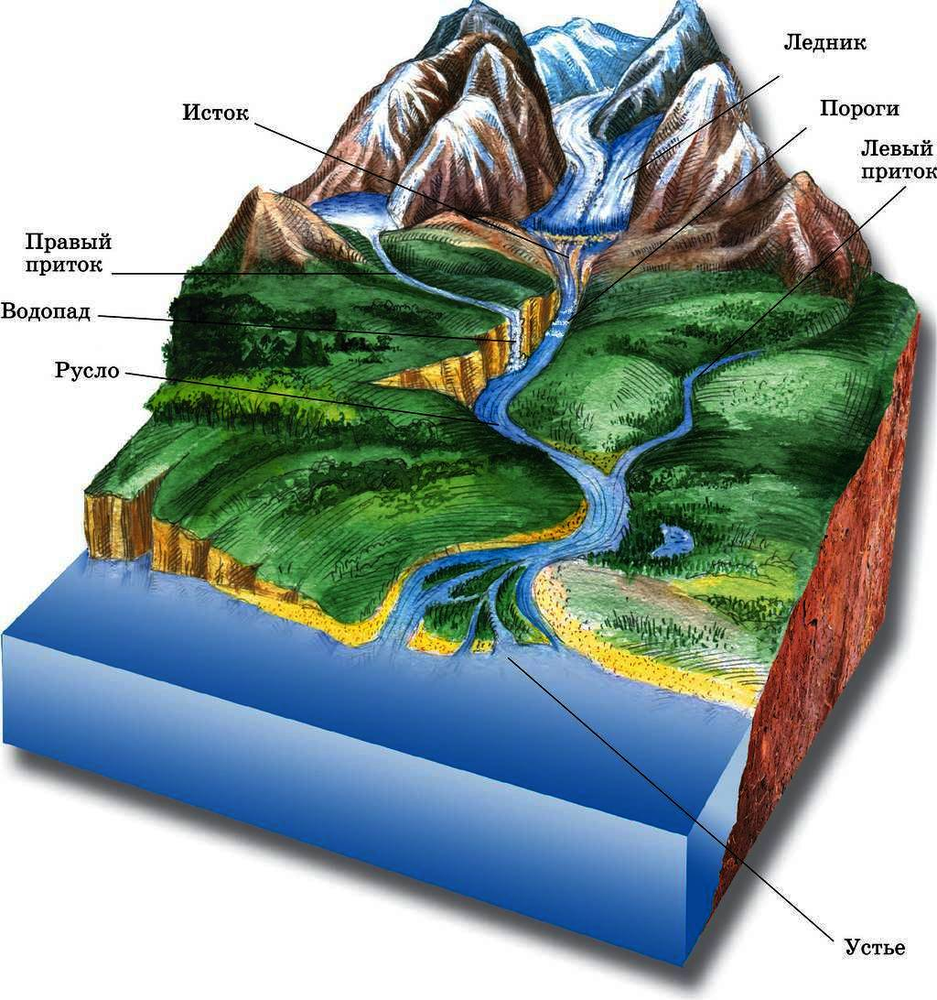 Ледник
Исток
Пороги
Левый
приток
Правый
приток
Водопад
Русло
Устье